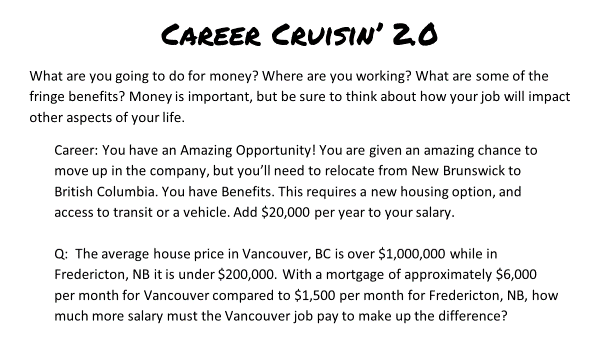 Career Cruisin' 2.0
What are you going to do for money? Where are you working? What are some of the
fringe benefits? Money is important, but be sure to think about how your job will impact
other aspects of your life.
Career: You have an Amazing Opportunity! You are given an amazing chance to
move up in the company, but you'll need to relocate from New Brunswick to
British Columbia. You have Benefits. This requires a new housing option, and
access to transit or a vehicle. Add $20,000 per year to your salary.
Q:  The average house price in Vancouver, BC is over $1,000,000 while in
Fredericton, NB it is under $200,000.  With a mortgage of approximately $6,000
per month for Vancouver compared to $1,500 per month for Fredericton, NB, how
much more salary must the Vancouver job pay to make up the difference?